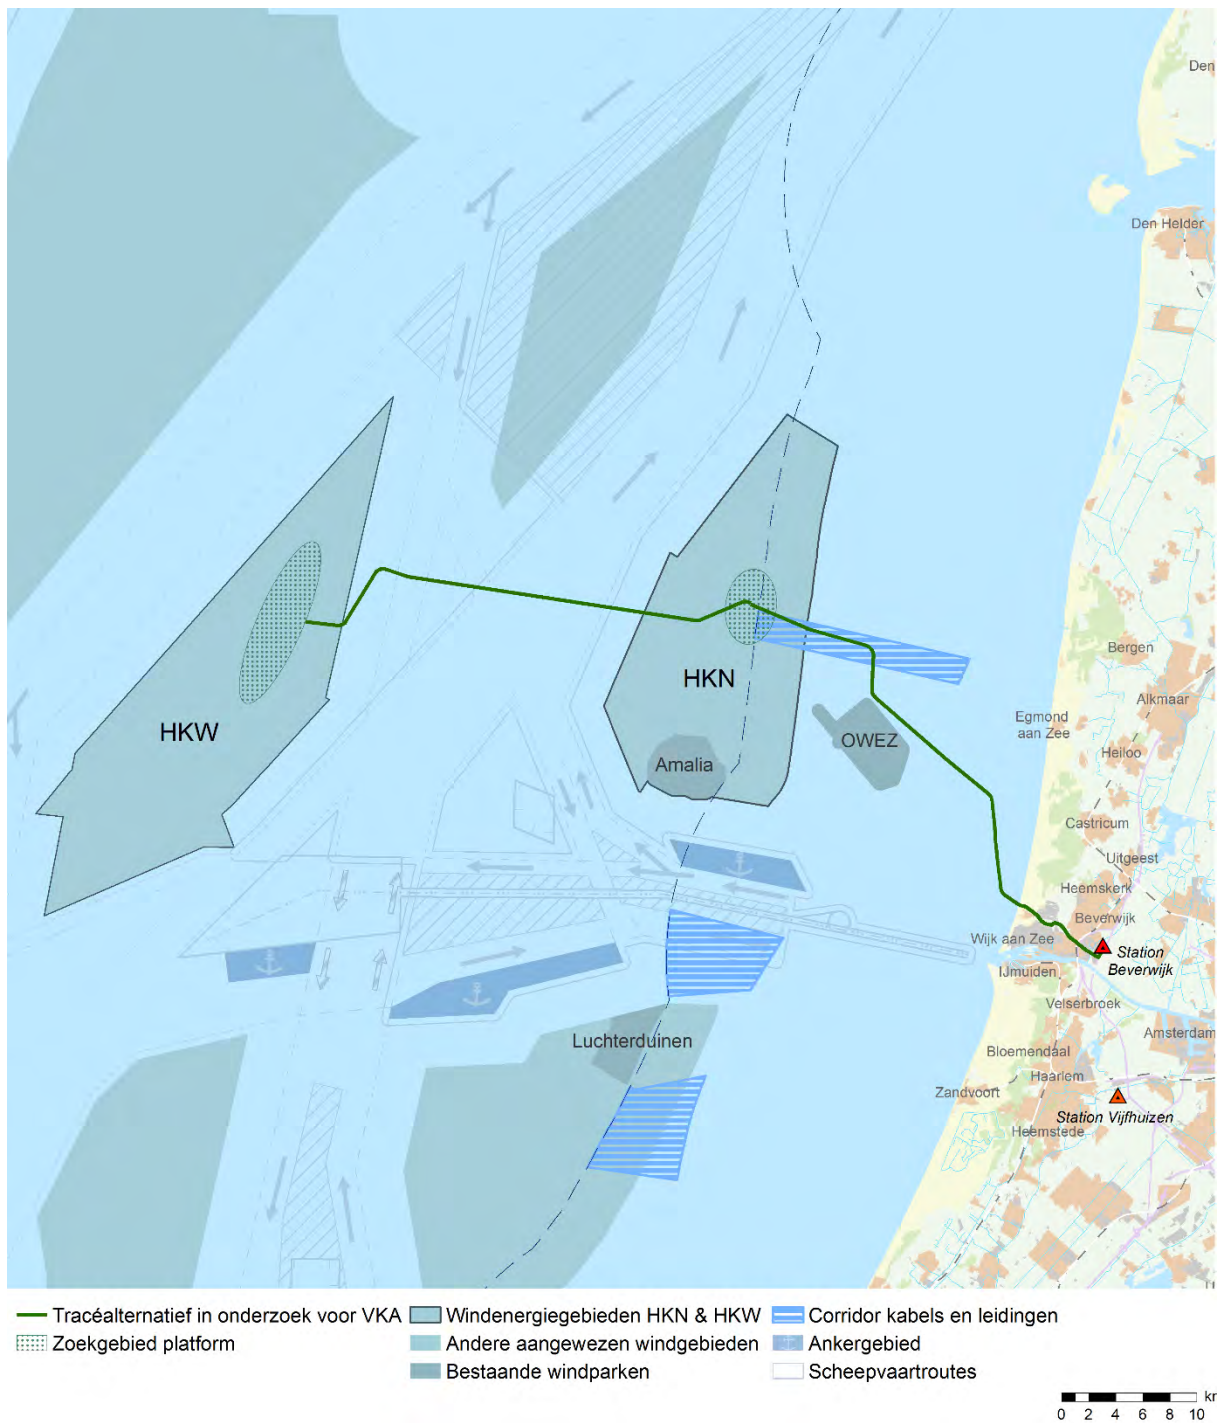 Den
Den Helder
Bergen
HKN
Alkmaar
Egmond
aan Zee
HKW
OWEZ
Heiloo
Amalia
Castricum
Uitgeest
Heemskerk
Beverwijk
Wijk aan Zee
Station
Beverwijk
IJmuiden
Velserbroek
Luchterduinen
Amsterdam
Bloemendaal
Haarlem
Zandvoort
Station Vijfhuizen
Heemstede
Tracéalternatief in onderzoek voor VKA
Windenergiegebieden HKN & HKW
Corridor kabels en leidingen
Zoekgebied platform
Andere aangewezen windgebieden
Ankergebied
Bestaande windparken
Scheepvaartroutes
0 2 4 6 8 10